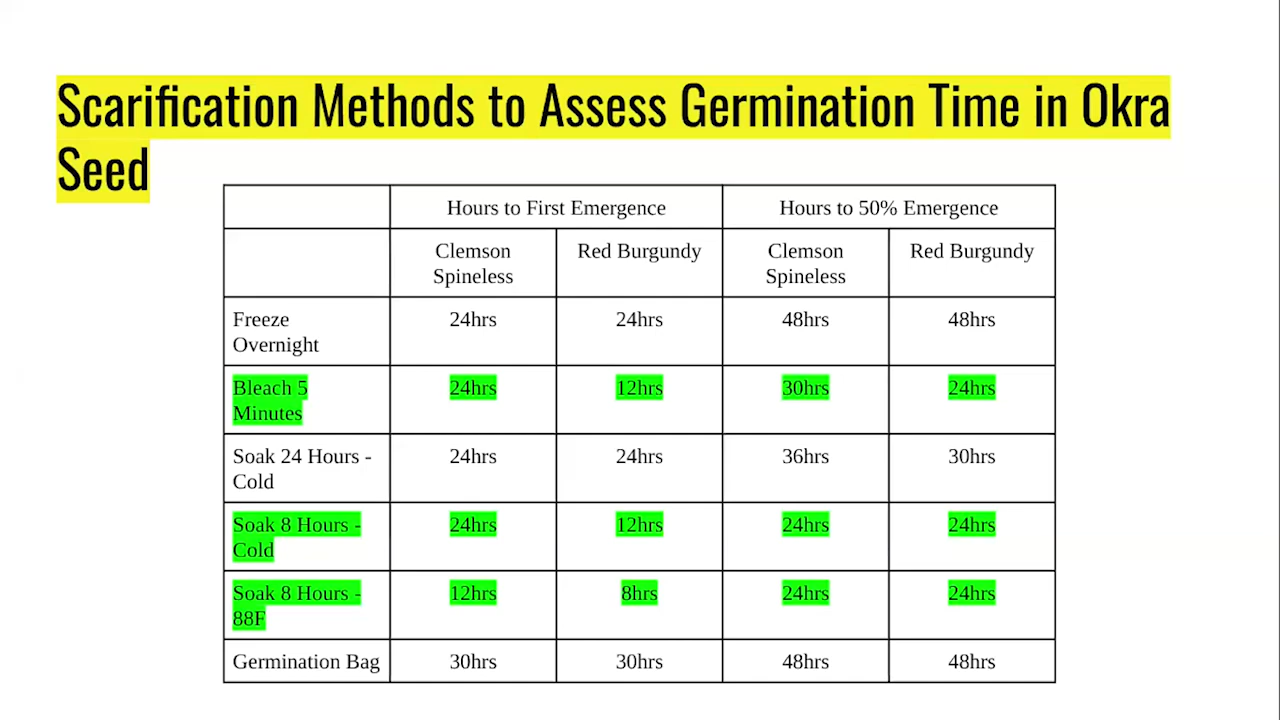 Scarification Methods to Assess Germination Time in Okra
Seed
Hours to First Emergence Hours to 50% Emergence
Clemson Spineless Red Burgundy Clemson Spineless Red Burgundy
Freeze Overnight 24hrs 24hrs 48hrs 48hrs
Bleach 5 Minutes 24hrs 12hrs 30hrs 24hrs
Soak 24 Hours - Cold 24hrs 24hrs 36hrs 30hrs
Soak 8 Hours - Cold 24hrs 12hrs 24hrs 24hrs
Soak 8 Hours - 88F 12hrs 8hrs 24hrs 24hrs
Germination Bag 30hrs 30hrs 48hrs 48hrs